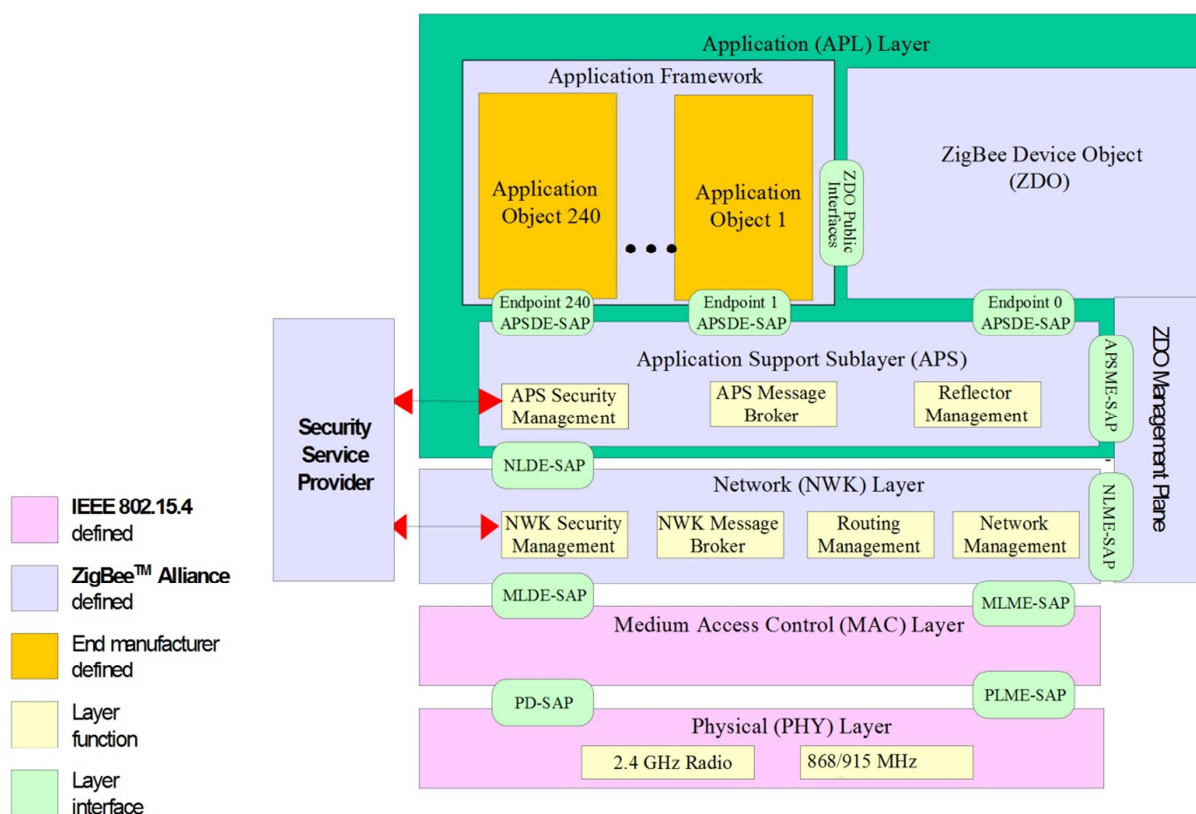 Application (APL) Layer
Application Framework
Application
Object 240
Application
Object 1
ZDO Public
Interfaces
ZigBee Device Object
(ZDO)
Endpoint 240
APSDE-SAP
Endpoint 1
APSDE-SAP
Endpoint 0
APSDE-SAP
Application Support Sublayer (APS)
APS Security
Management
APS Message
Broker
Reflector
Management
APSME-SAP
ZDO Management Plane
Security
Service
Provider
NLDE-SAP
Network (NWK) Layer
NWK Security
Management
NWK Message
Broker
Routing
Management
Network
Management
NLME-SAP
MLDE-SAP
MLME-SAP
Medium Access Control (MAC) Layer
PD-SAP
PLME-SAP
Physical (PHY) Layer
2.4 GHz Radio
868/915 MHz
IEEE 802.15.4
defined
ZigBee™ Alliance
defined
End manufacturer
defined
Layer
function
Layer
interface